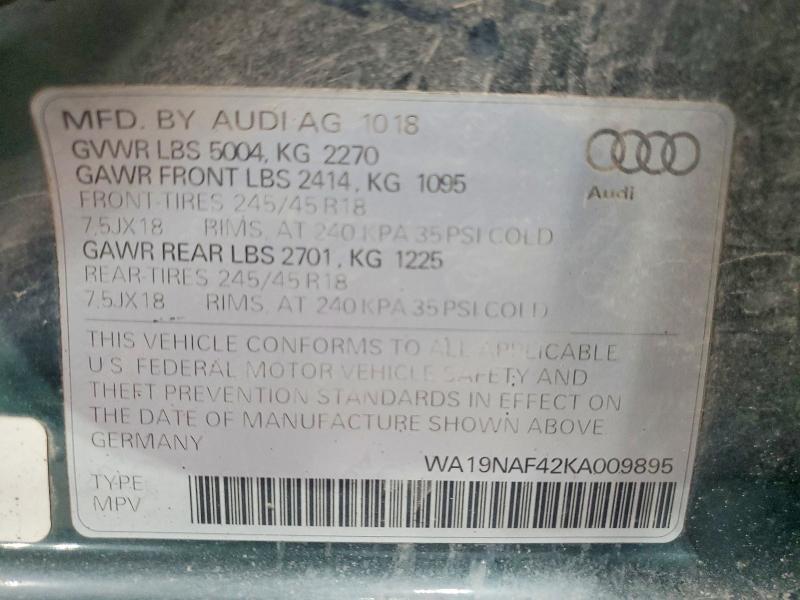 MFD. BY AUDI AG 1018
GVWR LBS 5004, KG 2270
GAWR FRONT LBS 2414, KG 1095
FRONT-TIRES 245/45 R18
7,5JX18 RIMS, AT 240 KPA 35 PSI COLD
GAWR REAR LBS 2701, KG 1225
REAR-TIRES 245/45 R18
7,5JX18 RIMS, AT 240 KPA 35 PSI COLD
Audi
THIS VEHICLE CONFORMS TO ALL APPLICABLE
U.S. FEDERAL MOTOR VEHICLE SAFETY AND
THEFT PREVENTION STANDARDS IN EFFECT ON
THE DATE OF MANUFACTURE SHOWN ABOVE
GERMANY
WA19NAF42KA009895
TYPE
MPV